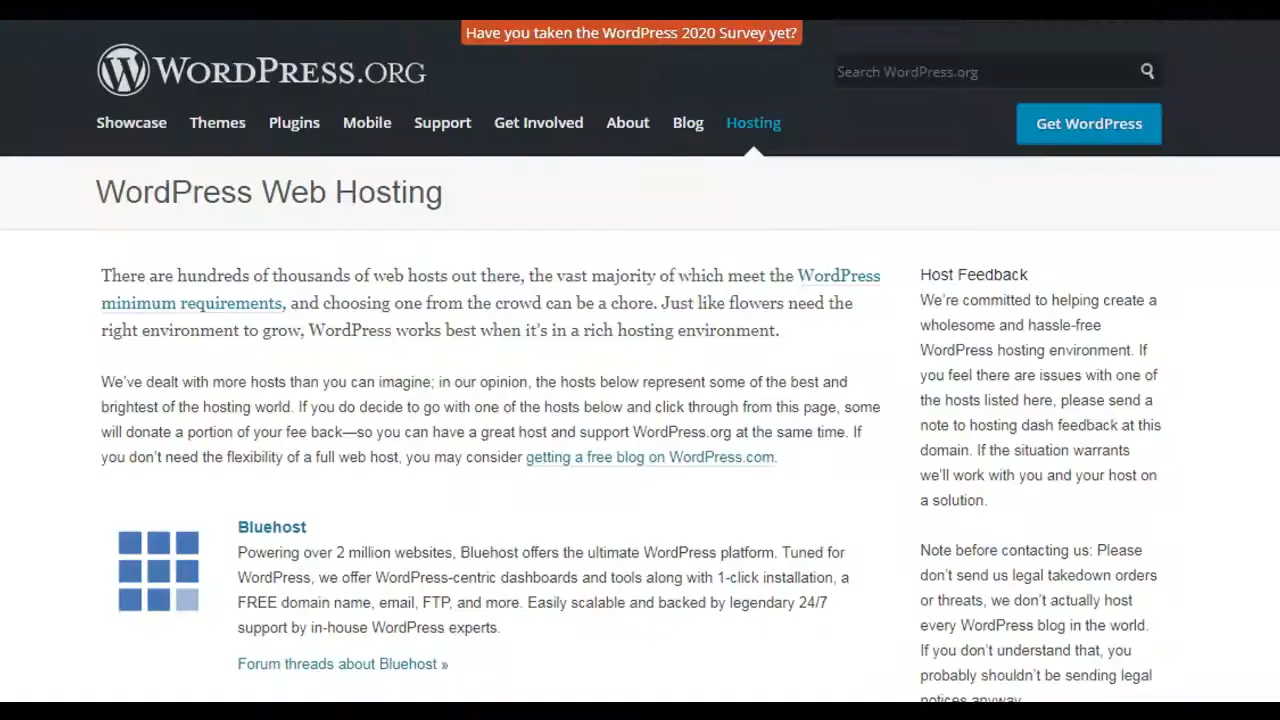 Have you taken the WordPress 2020 Survey yet?
WORDPRESS.ORG
Search WordPress.org
Showcase Themes Plugins Mobile Support Get Involved About Blog Hosting
Get WordPress
WordPress Web Hosting
There are hundreds of thousands of web hosts out there, the vast majority of which meet the WordPress
minimum requirements, and choosing one from the crowd can be a chore. Just like flowers need the
right environment to grow, WordPress works best when it's in a rich hosting environment.
We've dealt with more hosts than you can imagine; in our opinion, the hosts below represent some of the best and
brightest of the hosting world. If you do decide to go with one of the hosts below and click through from this page, some
will donate a portion of your fee back—so you can have a great host and support WordPress.org at the same time. If
you don't need the flexibility of a full web host, you may consider getting a free blog on WordPress.com.
Bluehost
Powering over 2 million websites, Bluehost offers the ultimate WordPress platform. Tuned for
WordPress, we offer WordPress-centric dashboards and tools along with 1-click installation, a
FREE domain name, email, FTP, and more. Easily scalable and backed by legendary 24/7
support by in-house WordPress experts.
Forum threads about Bluehost »
Host Feedback
We're committed to helping create a
wholesome and hassle-free
WordPress hosting environment. If
you feel there are issues with one of
the hosts listed here, please send a
note to hosting dash feedback at this
domain. If the situation warrants
we'll work with you and your host on
a solution.
Note before contacting us: Please
don't send us legal takedown orders
or threats, we don't actually host
every WordPress blog in the world.
If you don't understand that, you
probably shouldn't be sending legal
notices anyway.